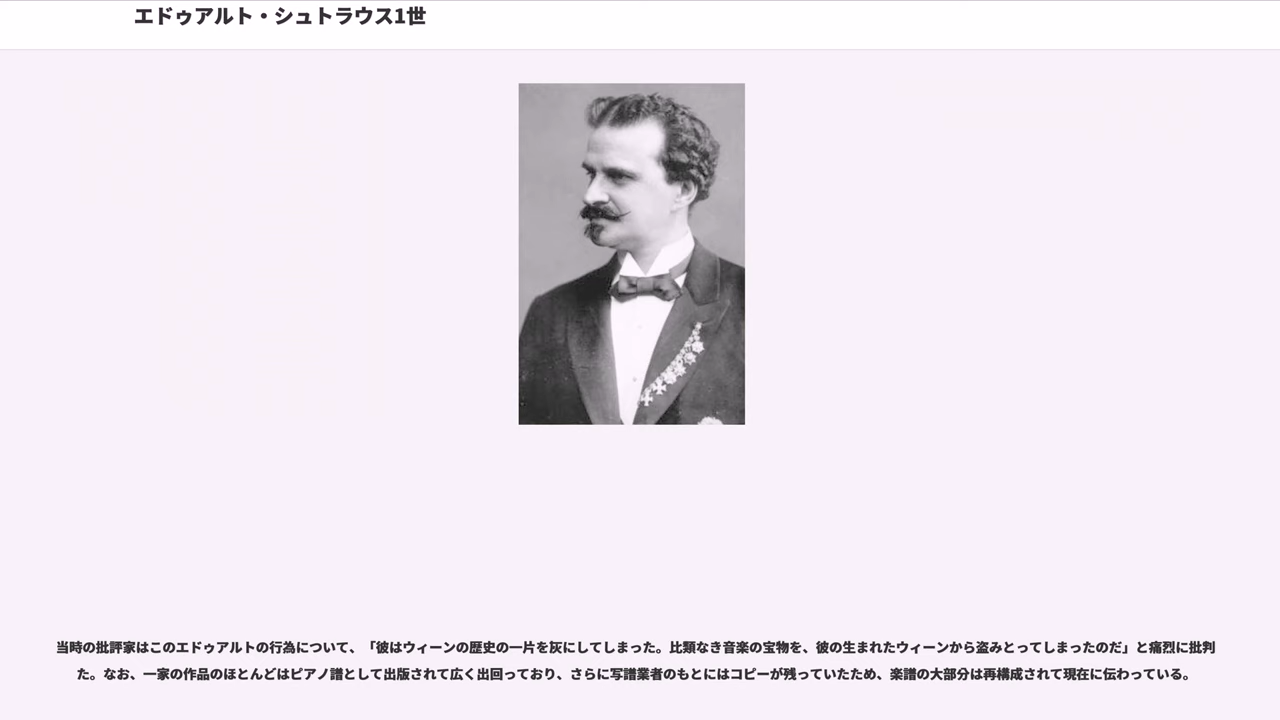 エドゥアルト・シュトラウス1世
当時の批評家はこのエドゥアルトの行為について、「彼はウィーンの歴史の一片を灰にしてしまった。比類なき音楽の宝物を、彼の生まれたウィーンから盗みとってしまったのだ」と痛烈に批判
た。なお、一家の作品のほとんどはピアノ譜として出版されて広く出回っており、さらに写譜業者のもとにはコピーが残っていたため、楽譜の大部分は再構成されて現在に伝わっている。